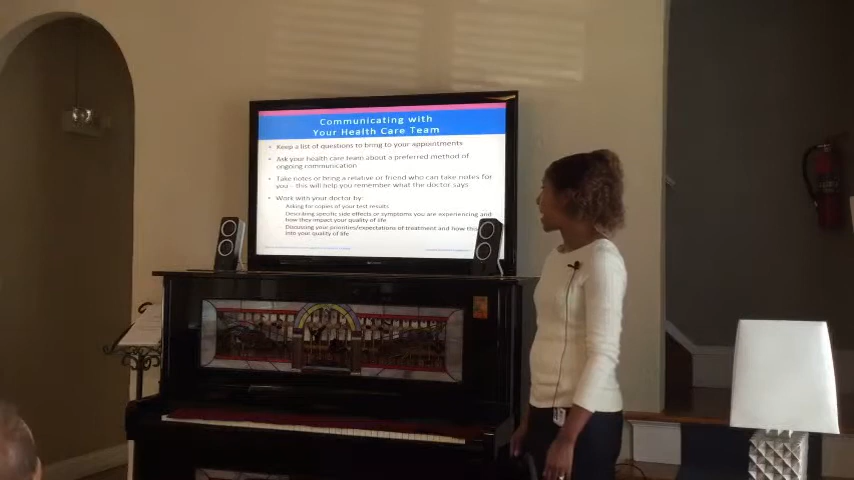 Communicating with
Your Health Care Team
• Keep a list of questions to bring to your appointments
• Ask your health care team about a preferred method of
ongoing communication
• Take notes or bring a relative or friend who can take notes for
you – this will help you remember what the doctor says
• Work with your doctor by:
Asking for copies of your test results
Describing specific side effects or symptoms you are experiencing and
how they impact your quality of life
Discussing your priorities/expectations of treatment and how this
into your quality of life